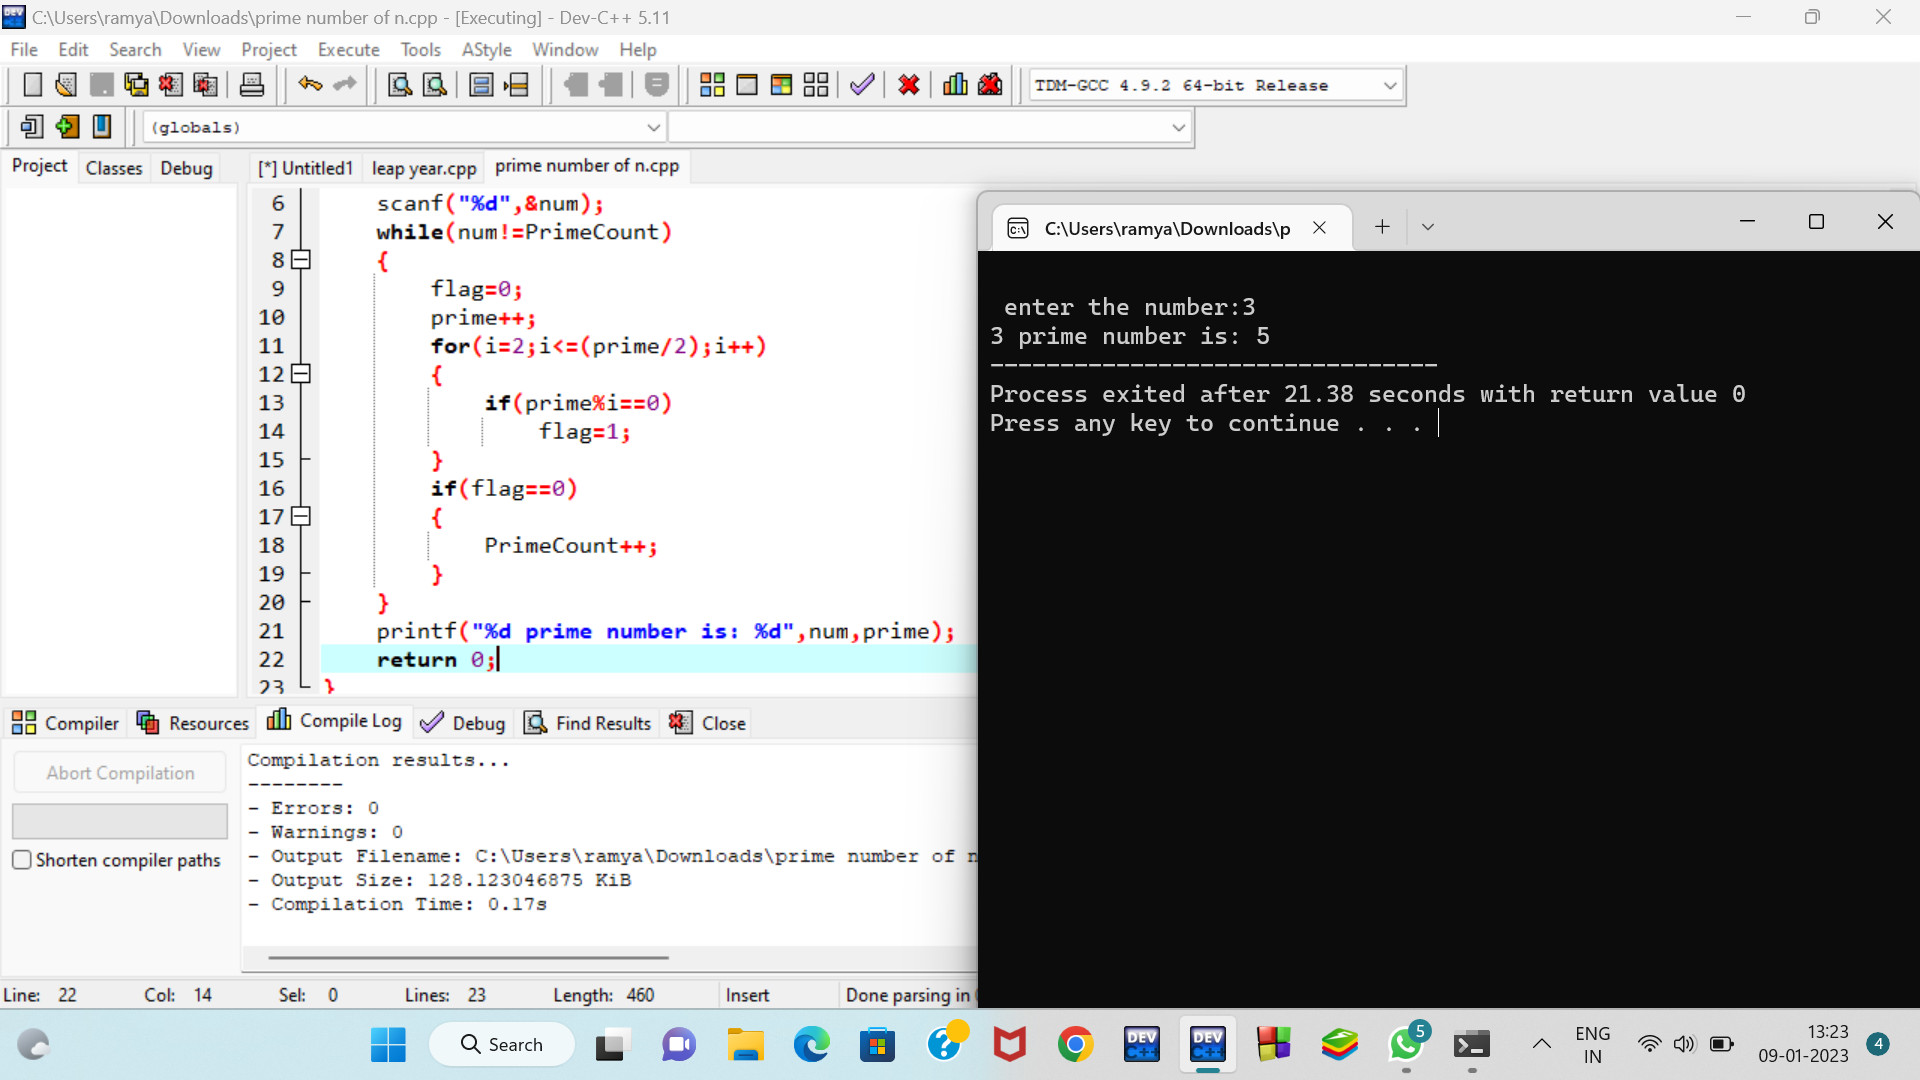 C:\Users\ramya\Downloads\prime number of n.cpp - [Executing] - Dev-C++ 5.11
File Edit Search View Project Execute Tools AStyle Window Help
TDM-GCC 4.9.2 64-bit Release
(globals)
Project Classes Debug
[*] Untitled1 leap year.cpp prime number of n.cpp
6 scanf("%d",&num);
7 while(num!=PrimeCount)
8 {
9 flag=0;
10 prime++;
11 for(i=2;i<=(prime/2);i++)
12 {
13 if(prime%i==0)
14 flag=1;
15 }
16 if(flag==0)
17 {
18 PrimeCount++;
19 }
20 }
21 printf("%d prime number is: %d",num,prime);
22 return 0;
23 }
C:\Users\ramya\Downloads\p
enter the number:3
3 prime number is: 5
--------------------------------
Process exited after 21.38 seconds with return value 0
Press any key to continue . . .
Compiler Resources Compile Log Debug Find Results Close
Abort Compilation
Shorten compiler paths
Compilation results...
--------
- Errors: 0
- Warnings: 0
- Output Filename: C:\Users\ramya\Downloads\prime number of n
- Output Size: 128.123046875 KiB
- Compilation Time: 0.17s
Line: 22 Col: 14 Sel: 0 Lines: 23 Length: 460 Insert Done parsing in
Search
DEV C++
DEV C++
5
ENG
IN
13:23
09-01-2023
4